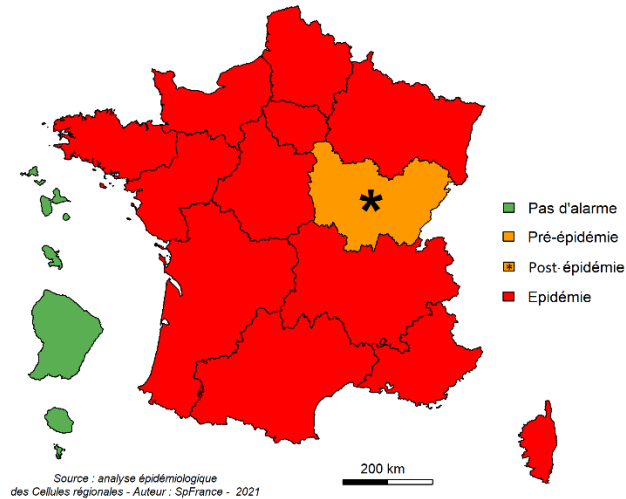 Pas d'alarme
Pré-épidémie
* Post-épidémie
Epidémie
200 km
Source : analyse épidémiologique
des Cellules régionales - Auteur : SpFrance - 2021